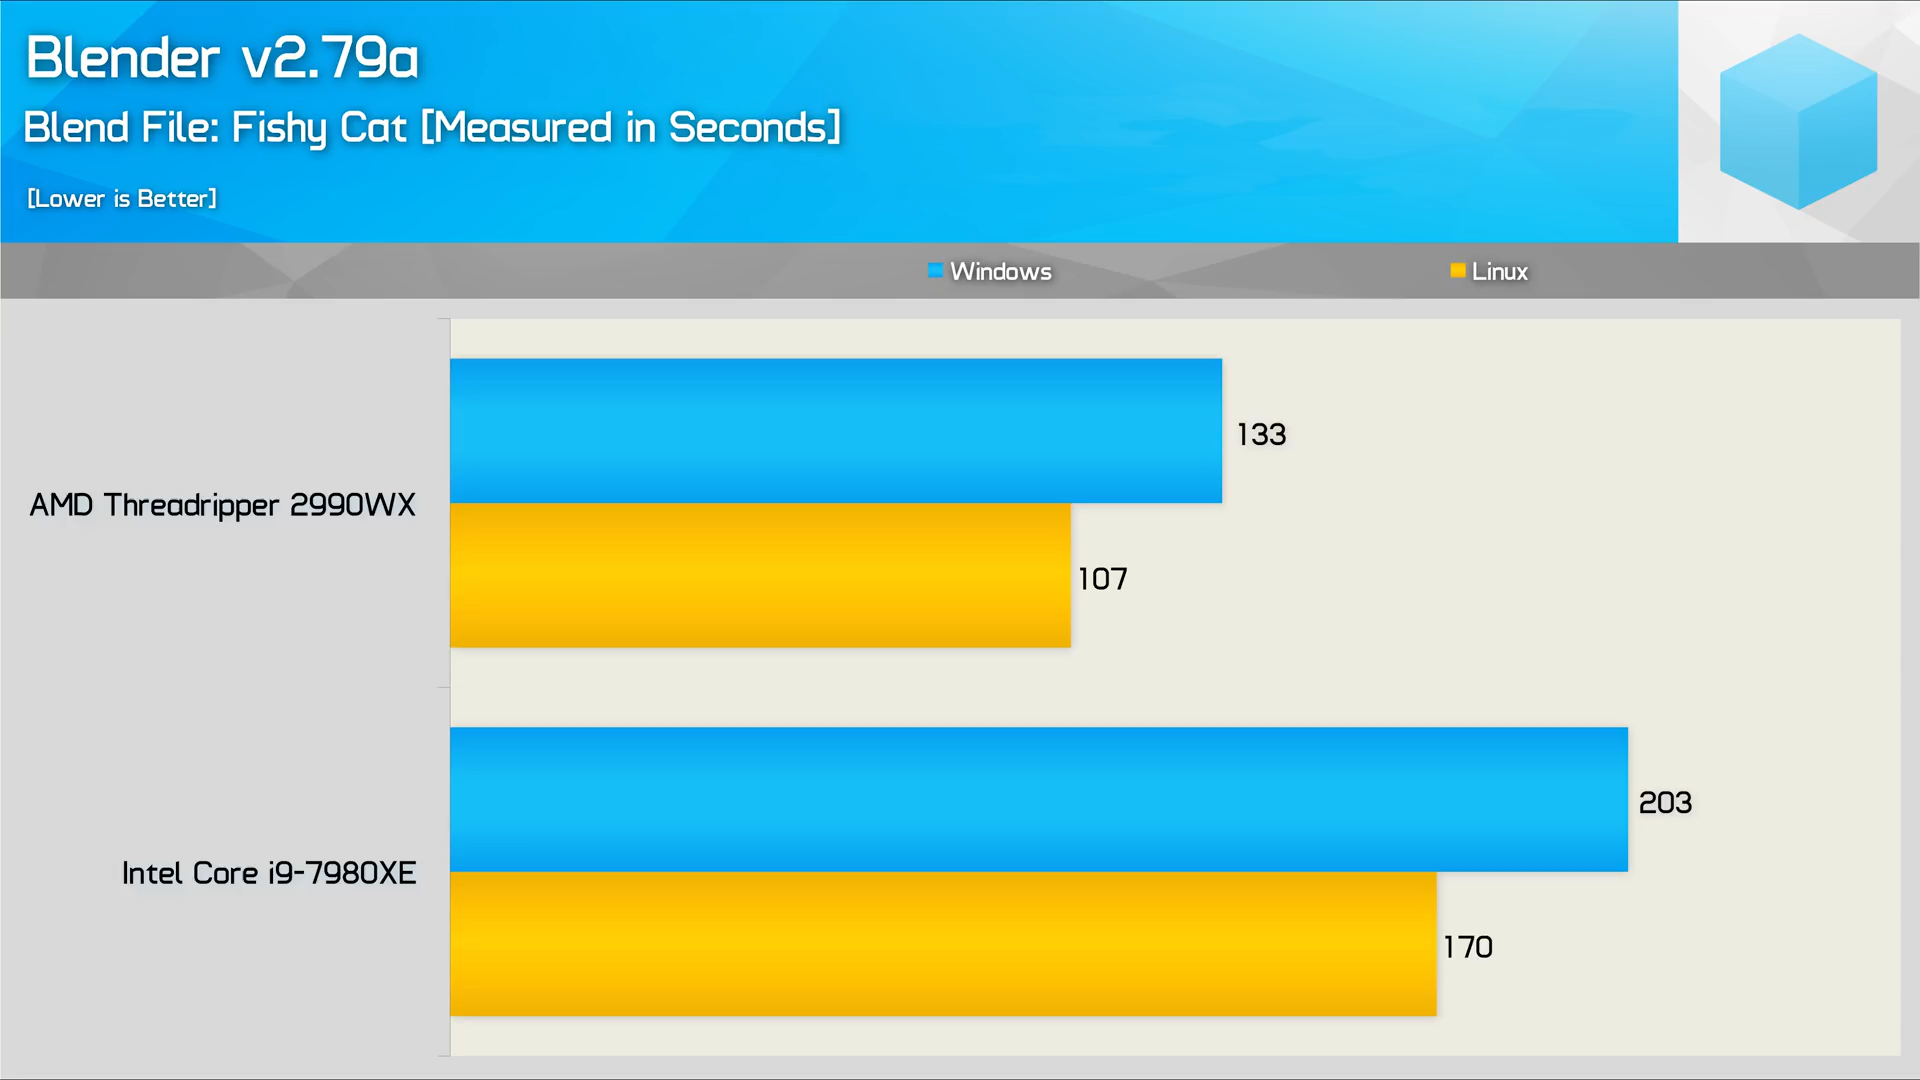 Blender v2.79a
Blend File: Fishy Cat [Measured in Seconds]
[Lower is Better]
Windows
Linux
AMD Threadripper 2990WX
133
107
Intel Core i9-7980XE
203
170